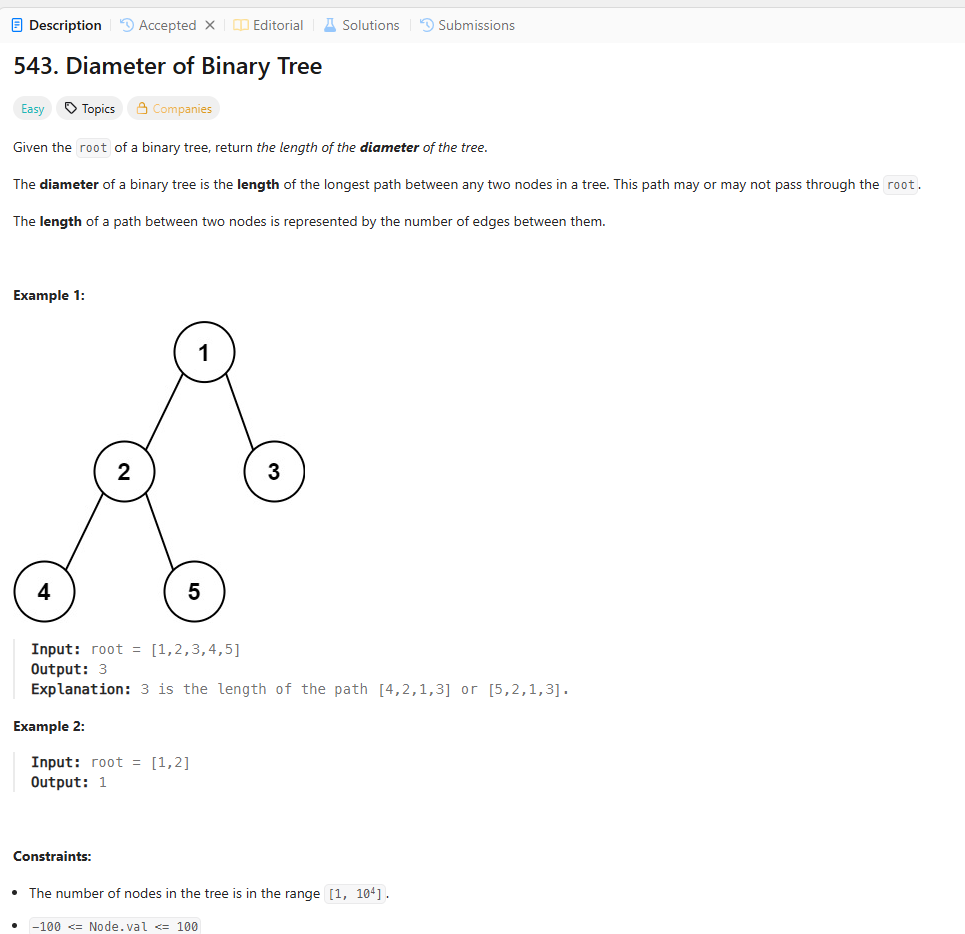 Description Accepted Editorial Solutions Submissions
543. Diameter of Binary Tree
Easy Topics Companies
Given the root of a binary tree, return the length of the diameter of the tree.
The diameter of a binary tree is the length of the longest path between any two nodes in a tree. This path may or may not pass through the root.
The length of a path between two nodes is represented by the number of edges between them.
Example 1:
1
2 3
4 5
Input: root = [1,2,3,4,5]
Output: 3
Explanation: 3 is the length of the path [4,2,1,3] or [5,2,1,3].
Example 2:
Input: root = [1,2]
Output: 1
Constraints:
• The number of nodes in the tree is in the range [1, 10⁴].
• -100 <= Node.val <= 100